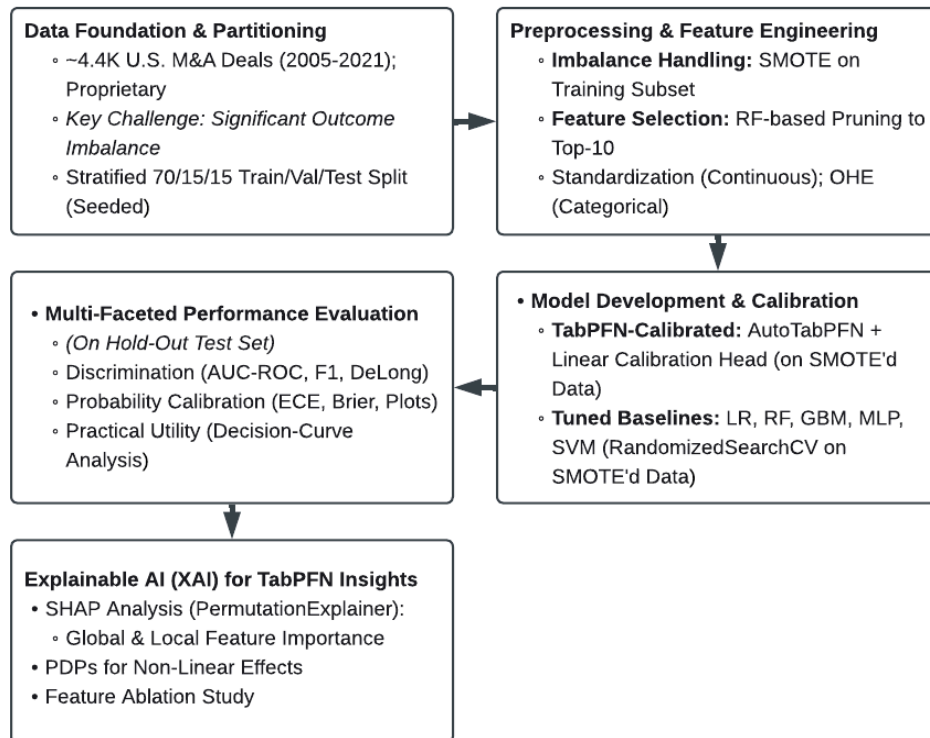 Data Foundation & Partitioning
◦ ~4.4K U.S. M&A Deals (2005-2021);
Proprietary
◦ Key Challenge: Significant Outcome
Imbalance
◦ Stratified 70/15/15 Train/Val/Test Split
(Seeded)
Preprocessing & Feature Engineering
◦ Imbalance Handling: SMOTE on
Training Subset
◦ Feature Selection: RF-based Pruning to
Top-10
◦ Standardization (Continuous); OHE
(Categorical)
• Model Development & Calibration
◦ TabPFN-Calibrated: AutoTabPFN +
Linear Calibration Head (on SMOTE'd
Data)
◦ Tuned Baselines: LR, RF, GBM, MLP,
SVM (RandomizedSearchCV on
SMOTE'd Data)
• Multi-Faceted Performance Evaluation
◦ (On Hold-Out Test Set)
◦ Discrimination (AUC-ROC, F1, DeLong)
◦ Probability Calibration (ECE, Brier, Plots)
◦ Practical Utility (Decision-Curve
Analysis)
Explainable AI (XAI) for TabPFN Insights
• SHAP Analysis (PermutationExplainer):
◦ Global & Local Feature Importance
• PDPs for Non-Linear Effects
• Feature Ablation Study